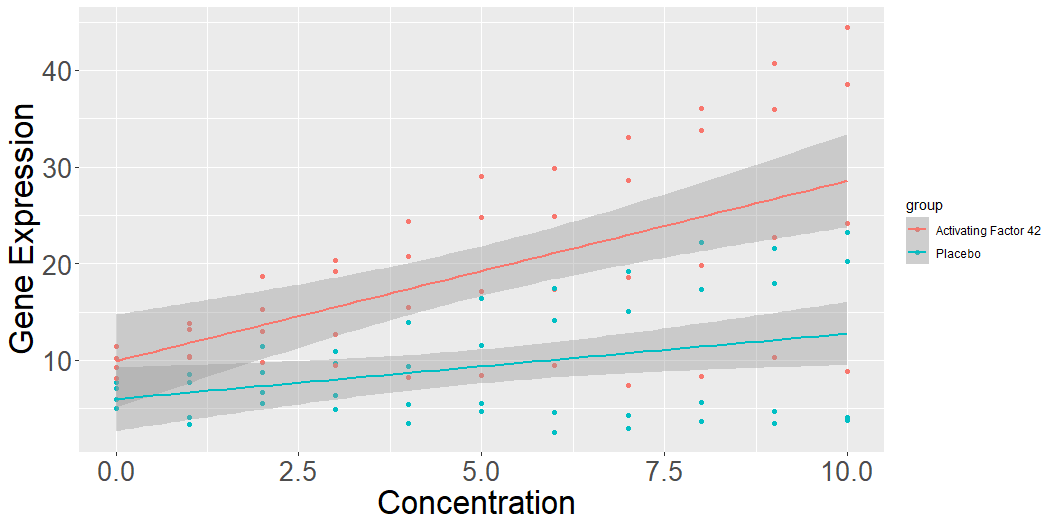 Gene Expression
40
30
20
10
0.0
2.5
5.0
7.5
10.0
Concentration
group
Activating Factor 42
Placebo